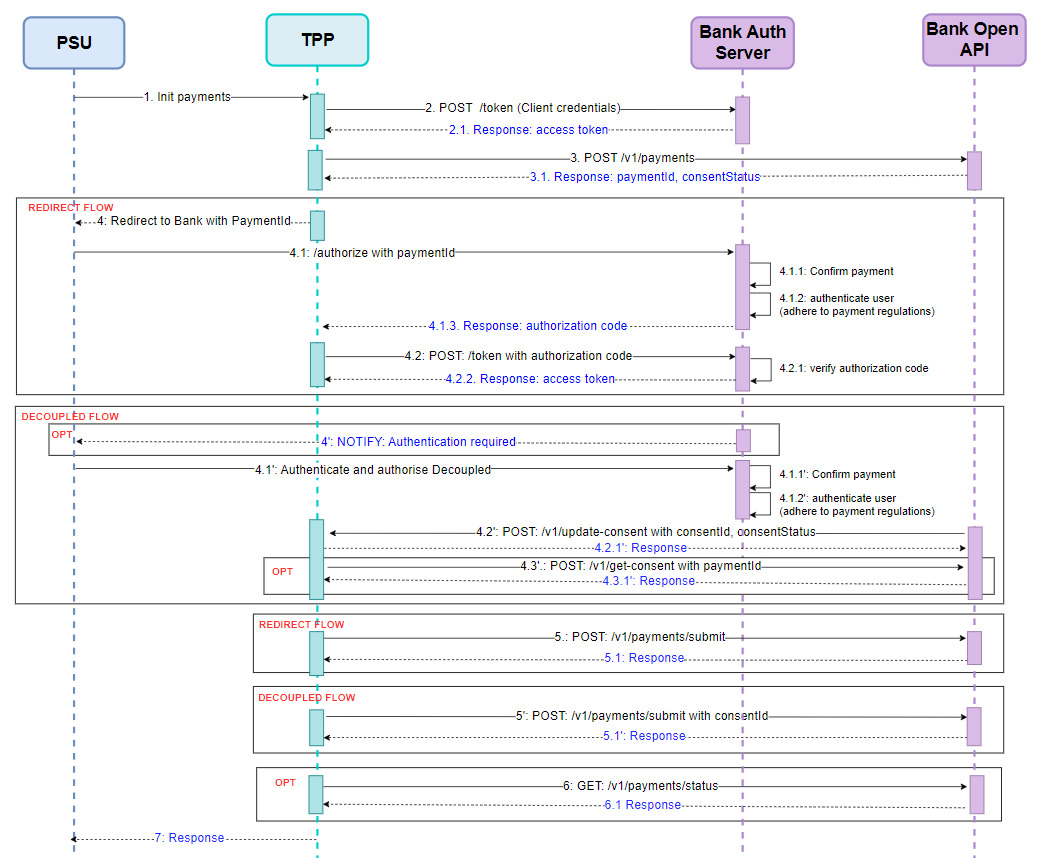 PSU
TPP
Bank Auth
Server
Bank Open
API
1. Init payments
2. POST /token (Client credentials)
2.1. Response: access token
3. POST /v1/payments
3.1. Response: paymentId, consentStatus
REDIRECT FLOW
4: Redirect to Bank with PaymentId
4.1: /authorize with paymentId
4.1.1: Confirm payment
4.1.2: authenticate user
(adhere to payment regulations)
4.1.3. Response: authorization code
4.2: POST: /token with authorization code
4.2.1: verify authorization code
4.2.2. Response: access token
DECOUPLED FLOW
OPT
4': NOTIFY: Authentication required
4.1': Authenticate and authorise Decoupled
4.1.1': Confirm payment
4.1.2': authenticate user
(adhere to payment regulations)
4.2': POST: /v1/update-consent with consentId, consentStatus
4.2.1': Response
OPT
4.3'.: POST: /v1/get-consent with paymentId
4.3.1': Response
REDIRECT FLOW
5.: POST: /v1/payments/submit
5.1: Response
DECOUPLED FLOW
5': POST: /v1/payments/submit with consentId
5.1': Response
OPT
6: GET: /v1/payments/status
6.1 Response
7: Response